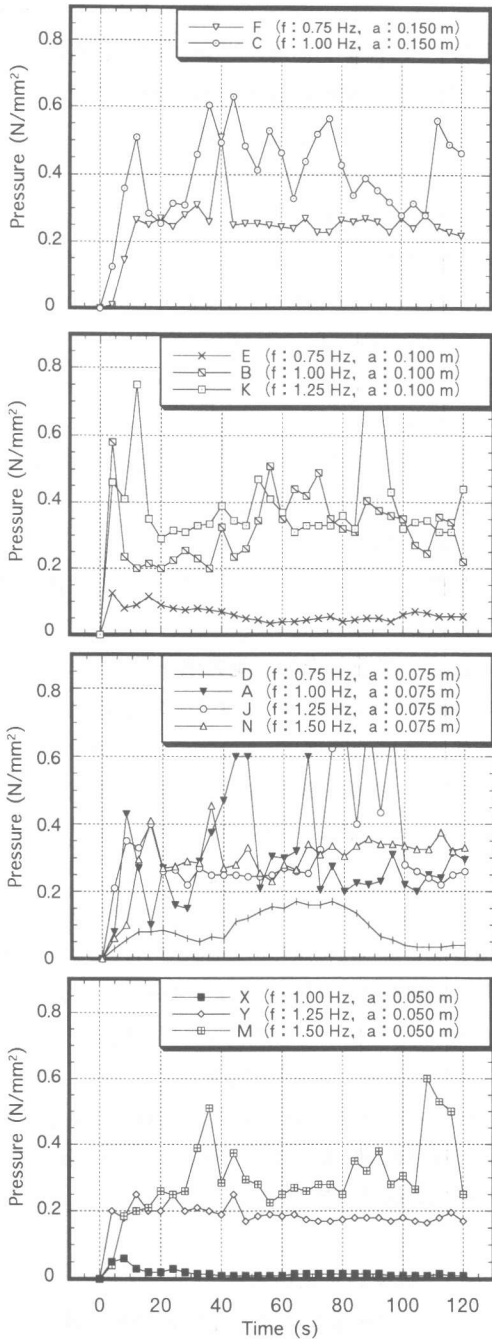 F (f : 0.75 Hz, a : 0.150 m)
C (f : 1.00 Hz, a : 0.150 m)
Pressure (N/mm²)
0.8
0.6
0.4
0.2
0
E (f : 0.75 Hz, a : 0.100 m)
B (f : 1.00 Hz, a : 0.100 m)
K (f : 1.25 Hz, a : 0.100 m)
Pressure (N/mm²)
0.8
0.6
0.4
0.2
0
D (f : 0.75 Hz, a : 0.075 m)
A (f : 1.00 Hz, a : 0.075 m)
J (f : 1.25 Hz, a : 0.075 m)
N (f : 1.50 Hz, a : 0.075 m)
Pressure (N/mm²)
0.8
0.6
0.4
0.2
0
X (f : 1.00 Hz, a : 0.050 m)
Y (f : 1.25 Hz, a : 0.050 m)
M (f : 1.50 Hz, a : 0.050 m)
Pressure (N/mm²)
0.8
0.6
0.4
0.2
0
0 20 40 60 80 100 120
Time (s)